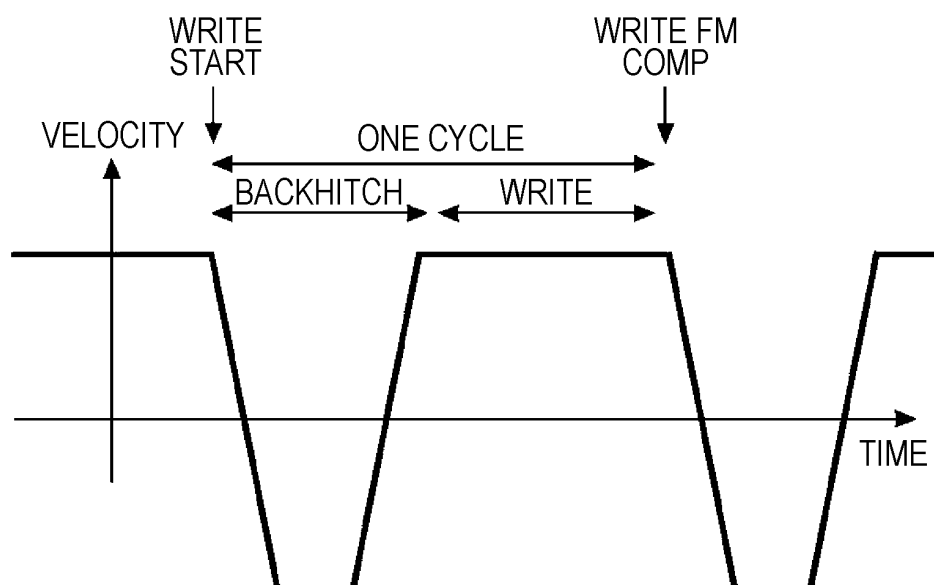 WRITE
START
WRITE FM
COMP
VELOCITY
ONE CYCLE
BACKHITCH
WRITE
TIME